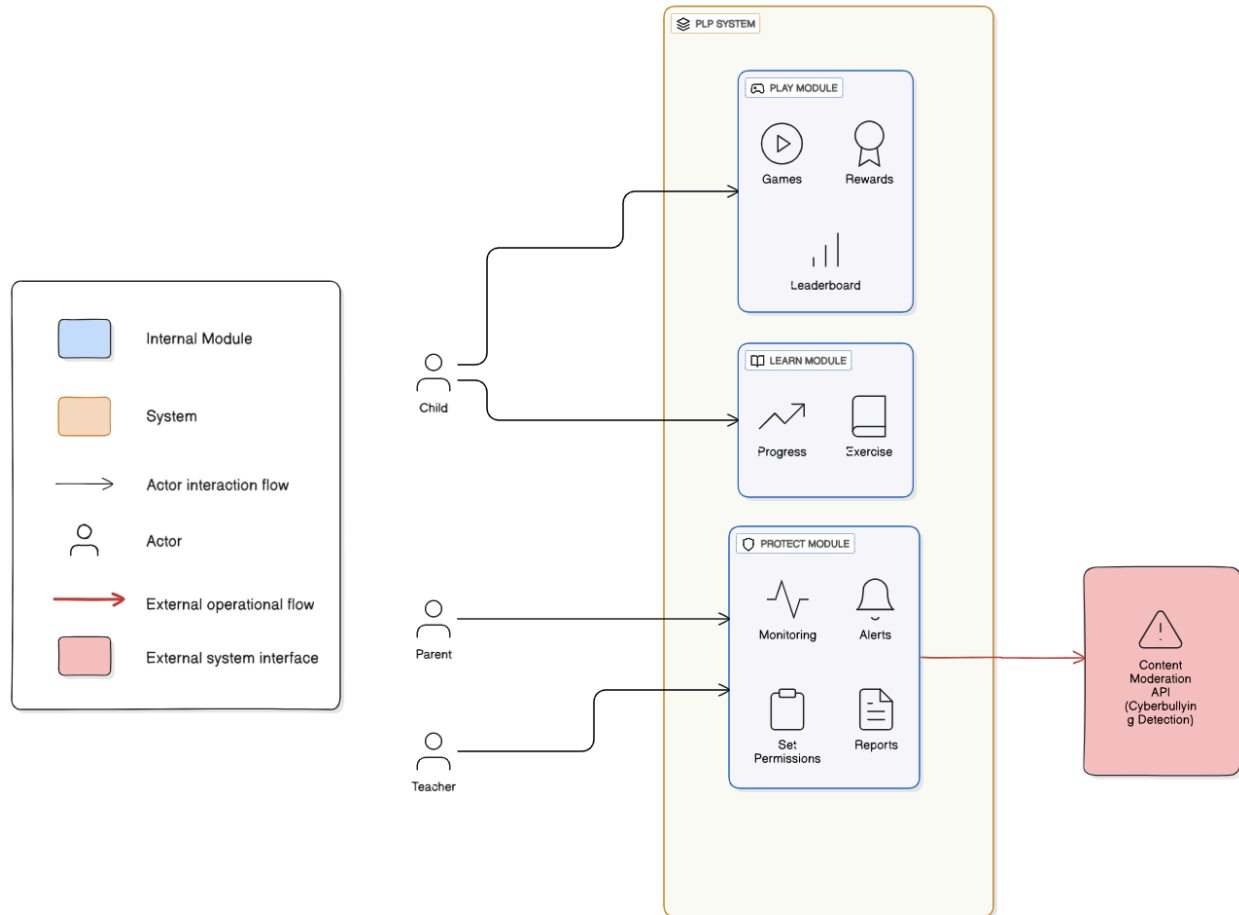 PLP SYSTEM
PLAY MODULE
Games
Rewards
Leaderboard
Internal Module
System
Actor interaction flow
Actor
External operational flow
External system interface
Child
LEARN MODULE
Progress
Exercise
PROTECT MODULE
Monitoring
Alerts
Set
Permissions
Reports
Parent
Teacher
Content
Moderation
API
(Cyberbullyin
g Detection)